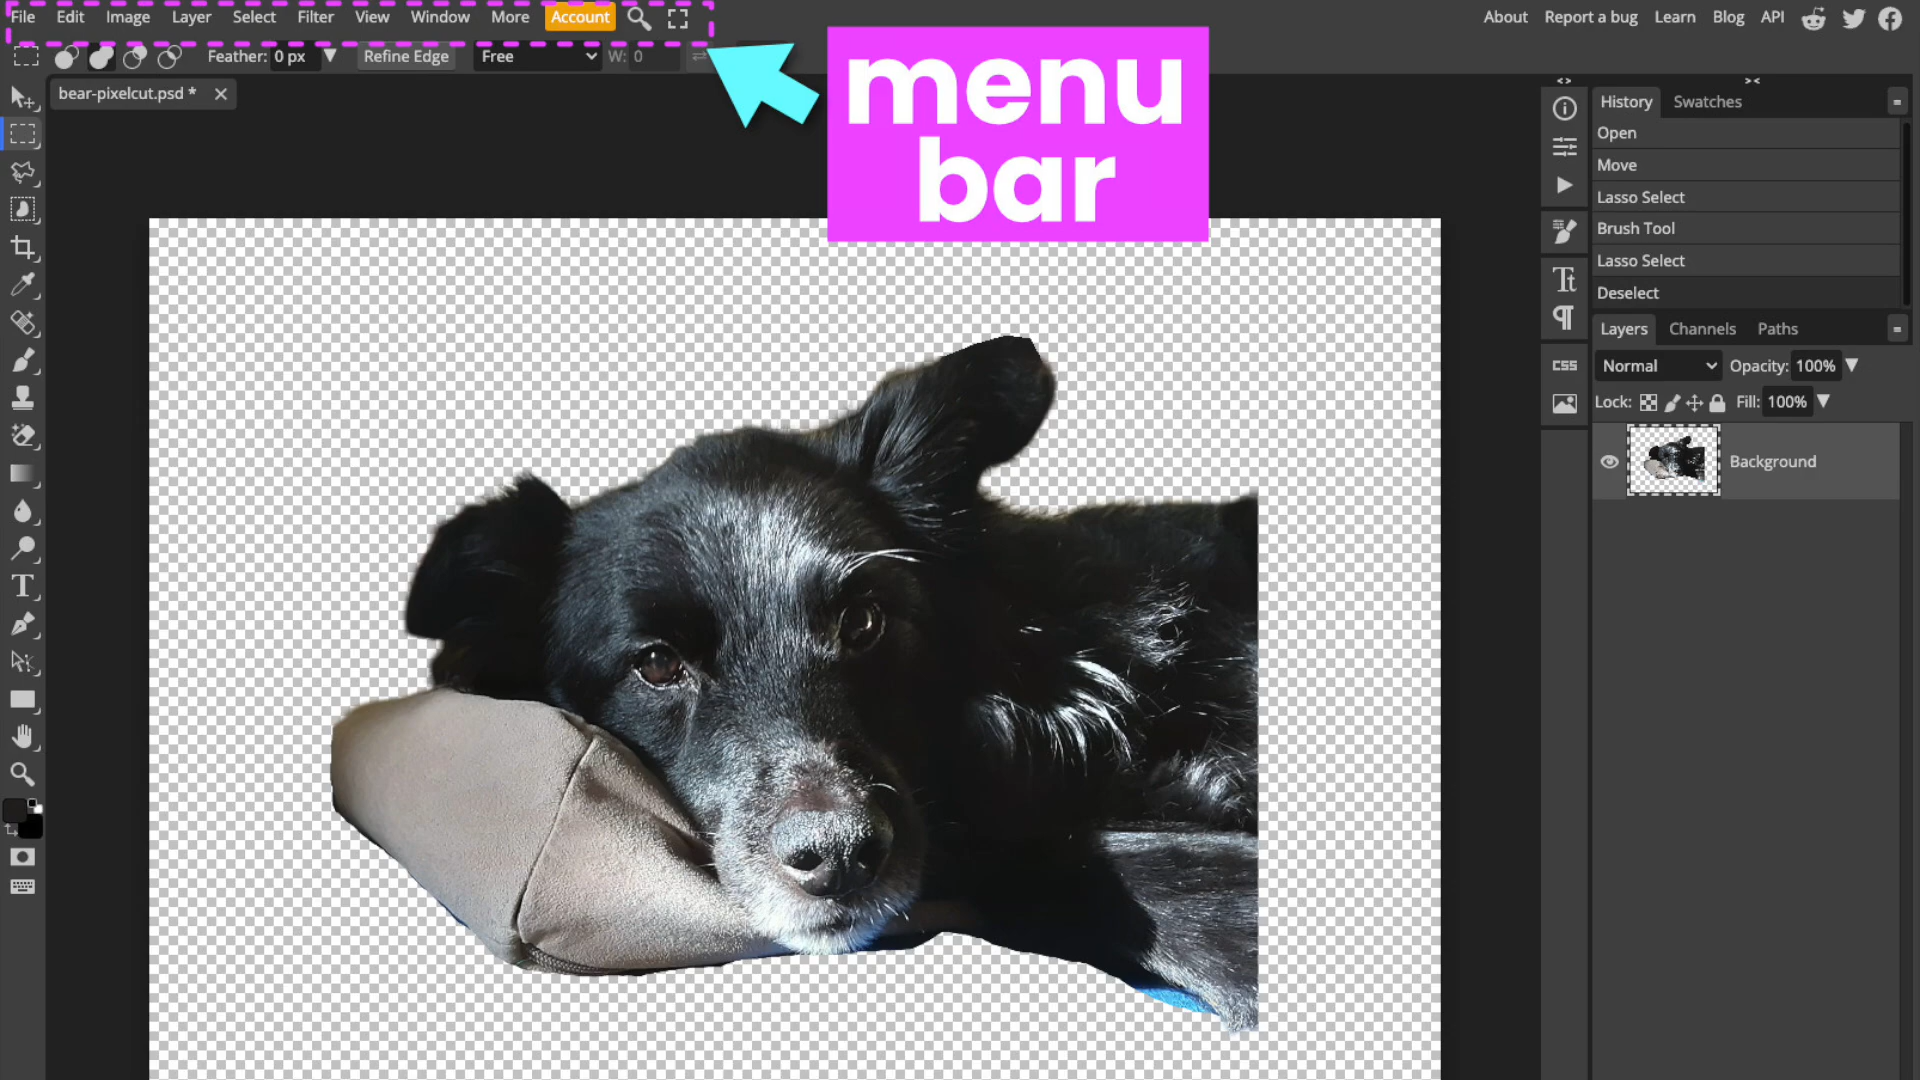 File Edit Image Layer Select Filter View Window More Account About Report a bug Learn Blog API
Feather: 0 px Refine Edge Free W: 0
menu
bar
bear-pixelcut.psd *
History Swatches
Open
Move
Lasso Select
Brush Tool
Lasso Select
Deselect
Layers Channels Paths
CSS
Normal Opacity: 100%
Lock: Fill: 100%
Background